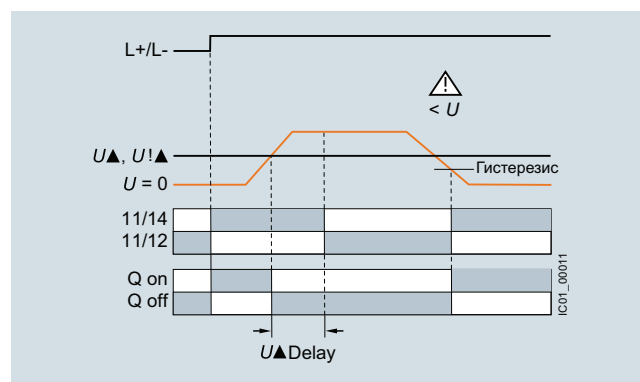 L+/L-
< U
U▲, U!▲
Гистерезис
U = 0
11/14
11/12
Q on
Q off
IC01_00011
U▲Delay